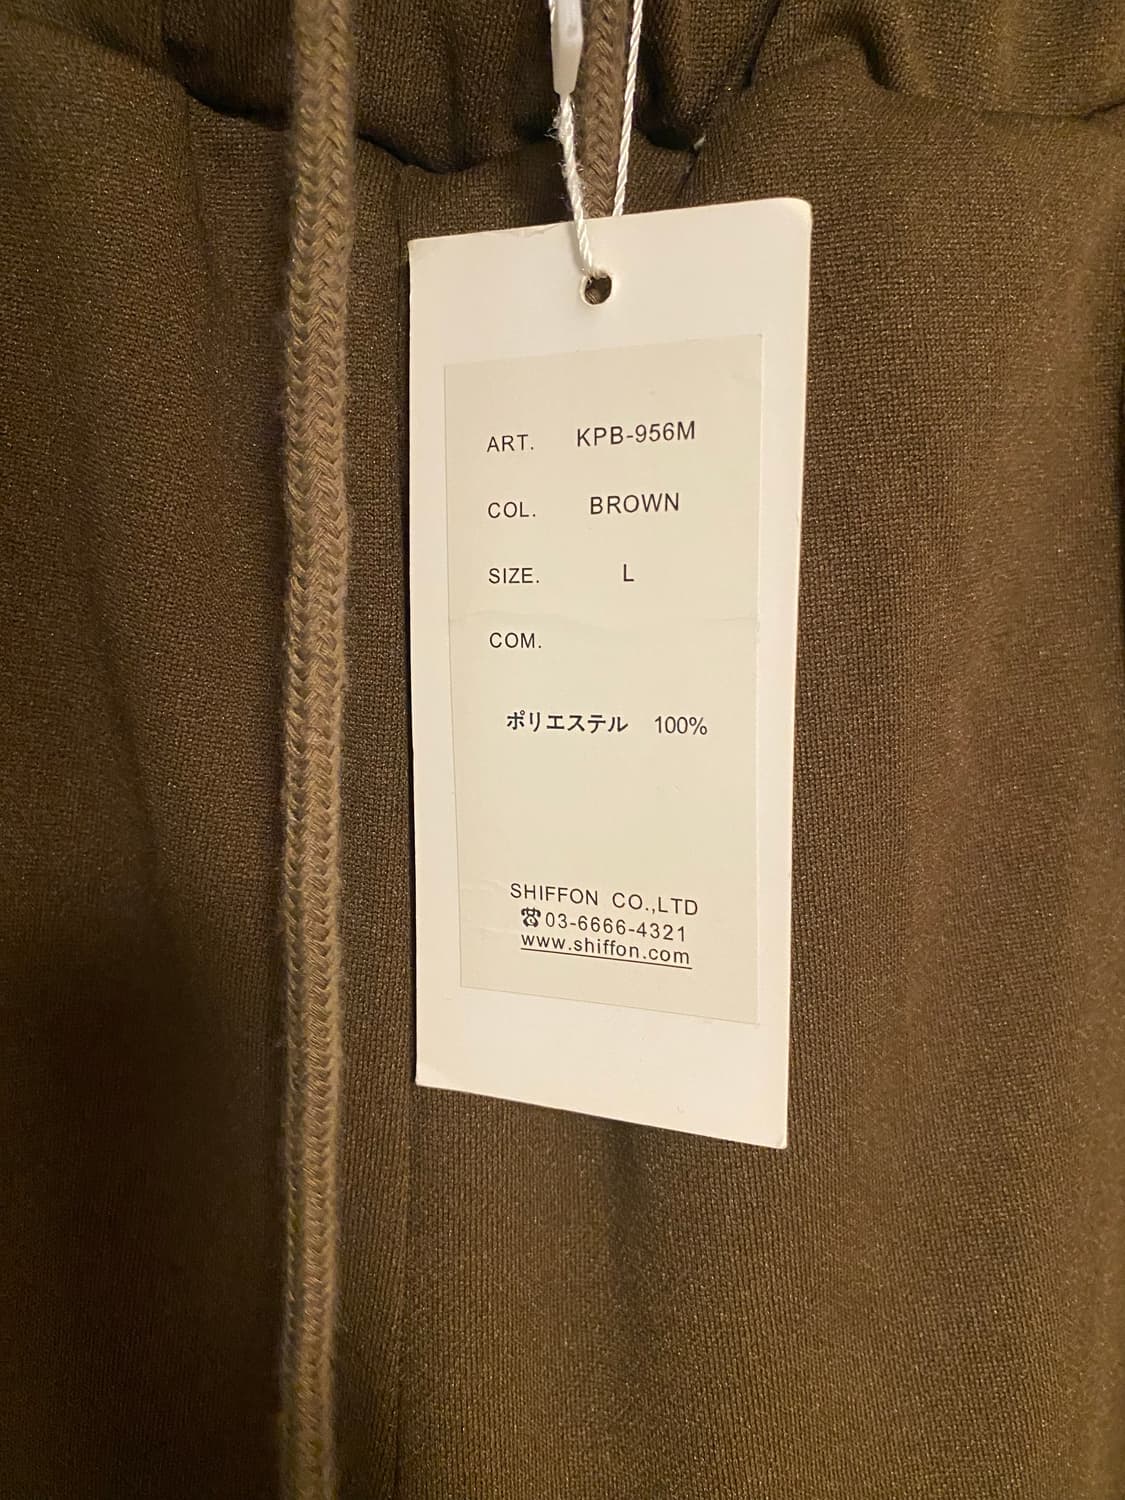 ART. KPB-956M
COL. BROWN
SIZE. L
COM.
ポリエステル 100%
SHIFFON CO.,LTD
☎03-6666-4321
www.shiffon.com